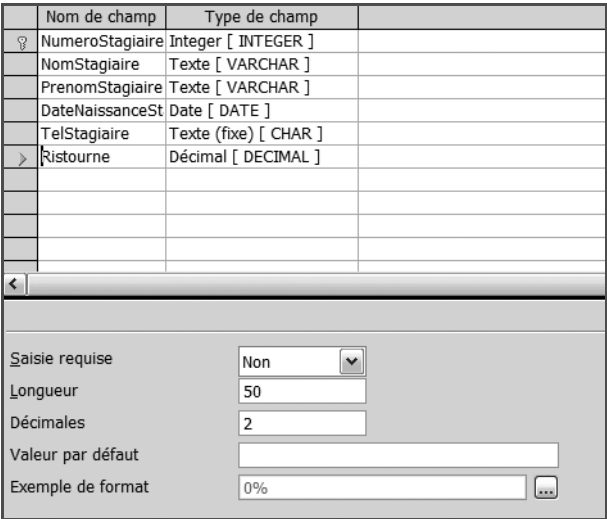 Nom de champ Type de champ
NumeroStagiaire Integer [ INTEGER ]
NomStagiaire Texte [ VARCHAR ]
PrenomStagiaire Texte [ VARCHAR ]
DateNaissanceSt Date [ DATE ]
TelStagiaire Texte (fixe) [ CHAR ]
Ristourne Décimal [ DECIMAL ]
Saisie requise Non
Longueur 50
Décimales 2
Valeur par défaut
Exemple de format 0% ...